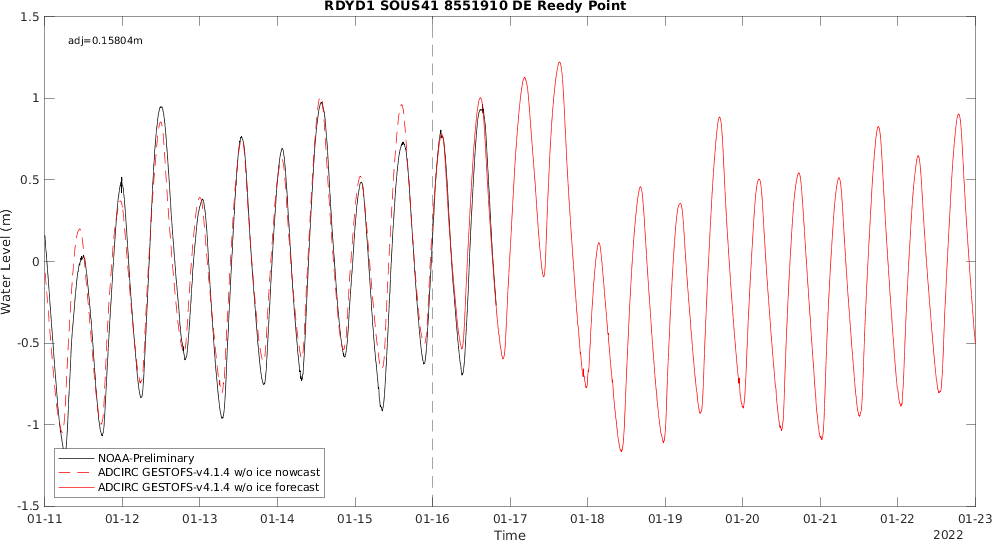 RDYD1 SOUS41 8551910 DE Reedy Point
adj=0.15804m
Water Level (m)
1.5
1
0.5
0
-0.5
-1
-1.5
NOAA-Preliminary
ADCIRC GESTOFS-v4.1.4 w/o ice nowcast
ADCIRC GESTOFS-v4.1.4 w/o ice forecast
01-11 01-12 01-13 01-14 01-15 01-16 01-17 01-18 01-19 01-20 01-21 01-22 01-23
Time
2022